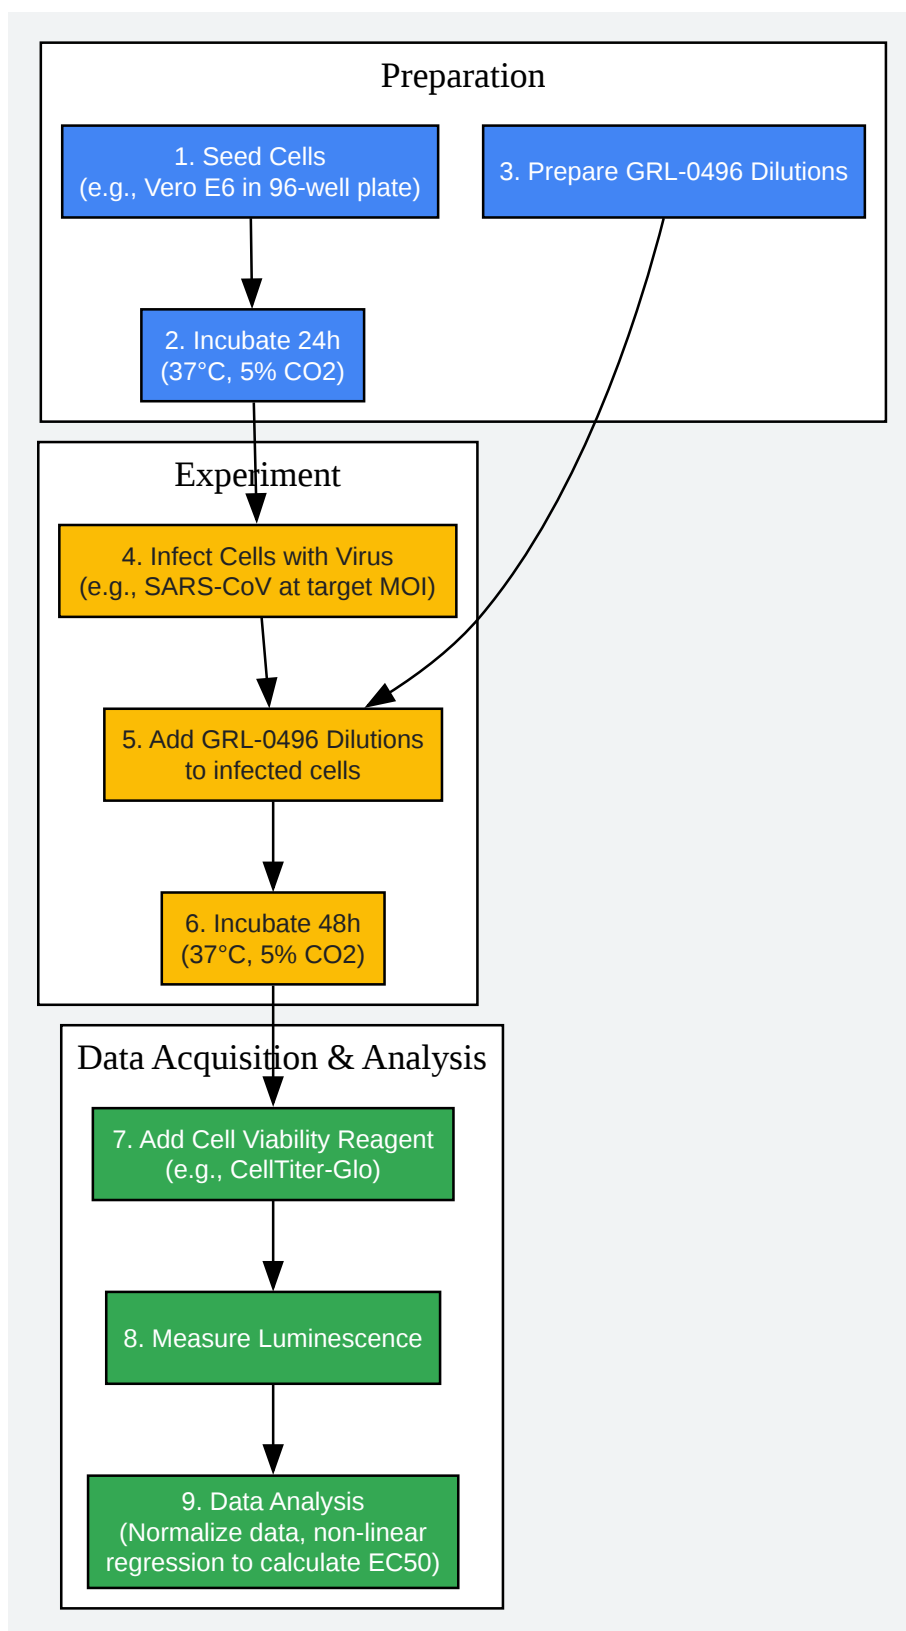 Preparation
1. Seed Cells
(e.g., Vero E6 in 96-well plate)
3. Prepare GRL-0496 Dilutions
2. Incubate 24h
(37°C, 5% CO2)
Experiment
4. Infect Cells with Virus
(e.g., SARS-CoV at target MOI)
5. Add GRL-0496 Dilutions
to infected cells
6. Incubate 48h
(37°C, 5% CO2)
Data Acquisition & Analysis
7. Add Cell Viability Reagent
(e.g., CellTiter-Glo)
8. Measure Luminescence
9. Data Analysis
(Normalize data, non-linear
regression to calculate EC50)